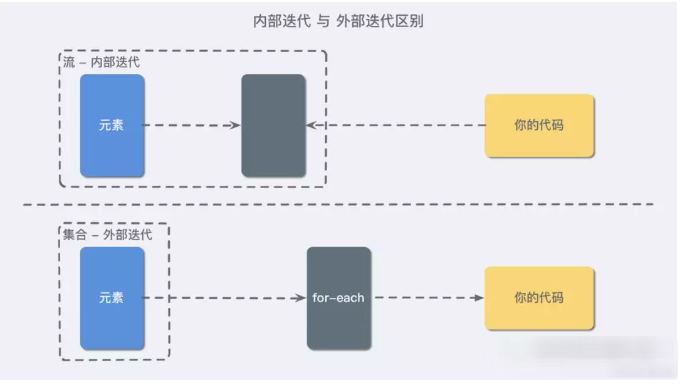 内部迭代 与 外部迭代区别
流 – 内部迭代
元素
你的代码
集合 – 外部迭代
元素
for-each
你的代码